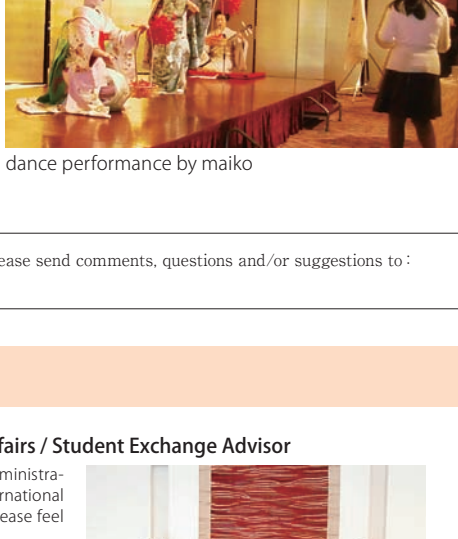 dance performance by maiko
ease send comments, questions and/or suggestions to :
fairs / Student Exchange Advisor
ministra-
rnational
ease feel